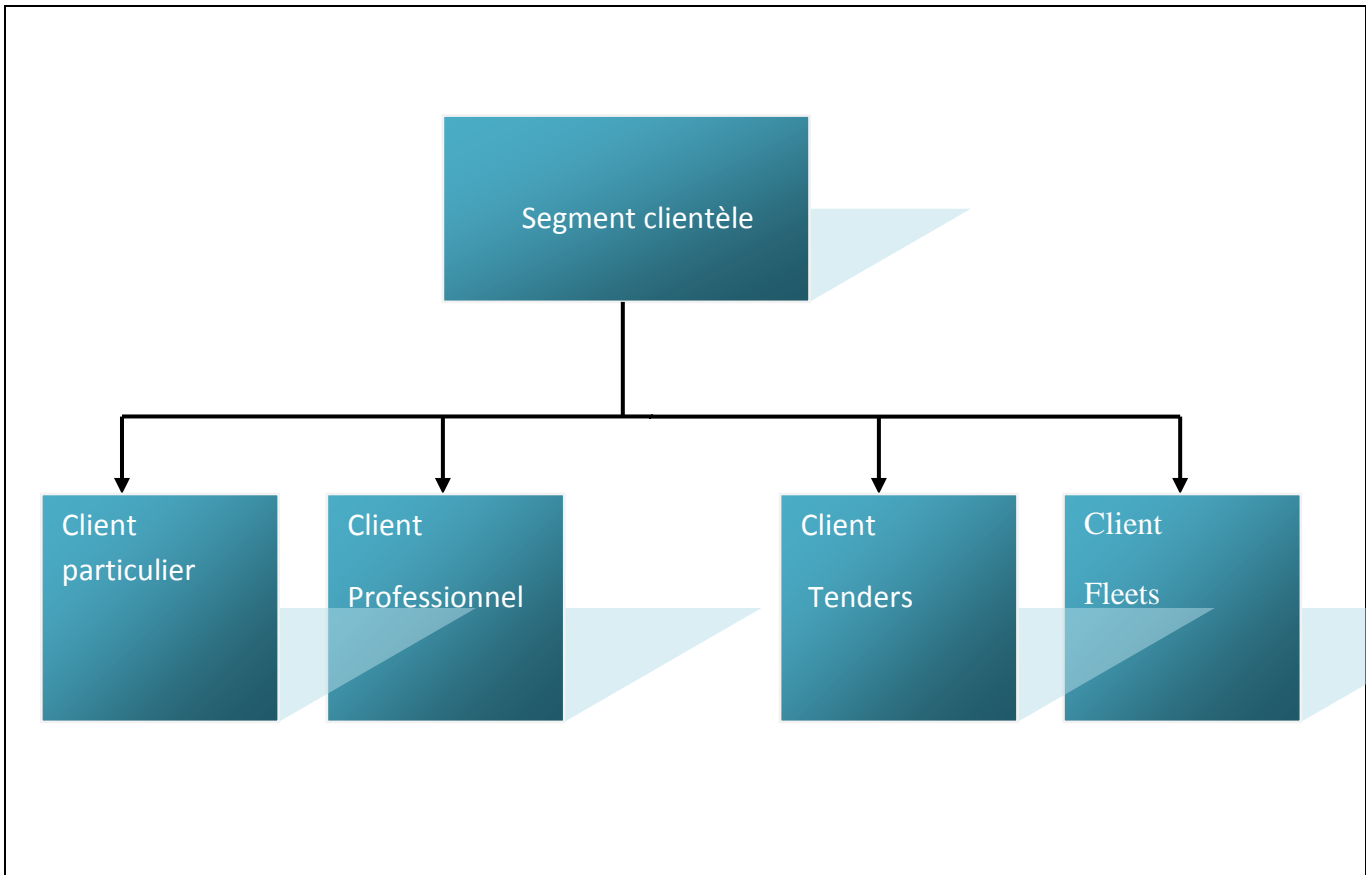 Segment clientèle
Client
particulier
Client
Professionnel
Client
Tenders
Client
Fleets